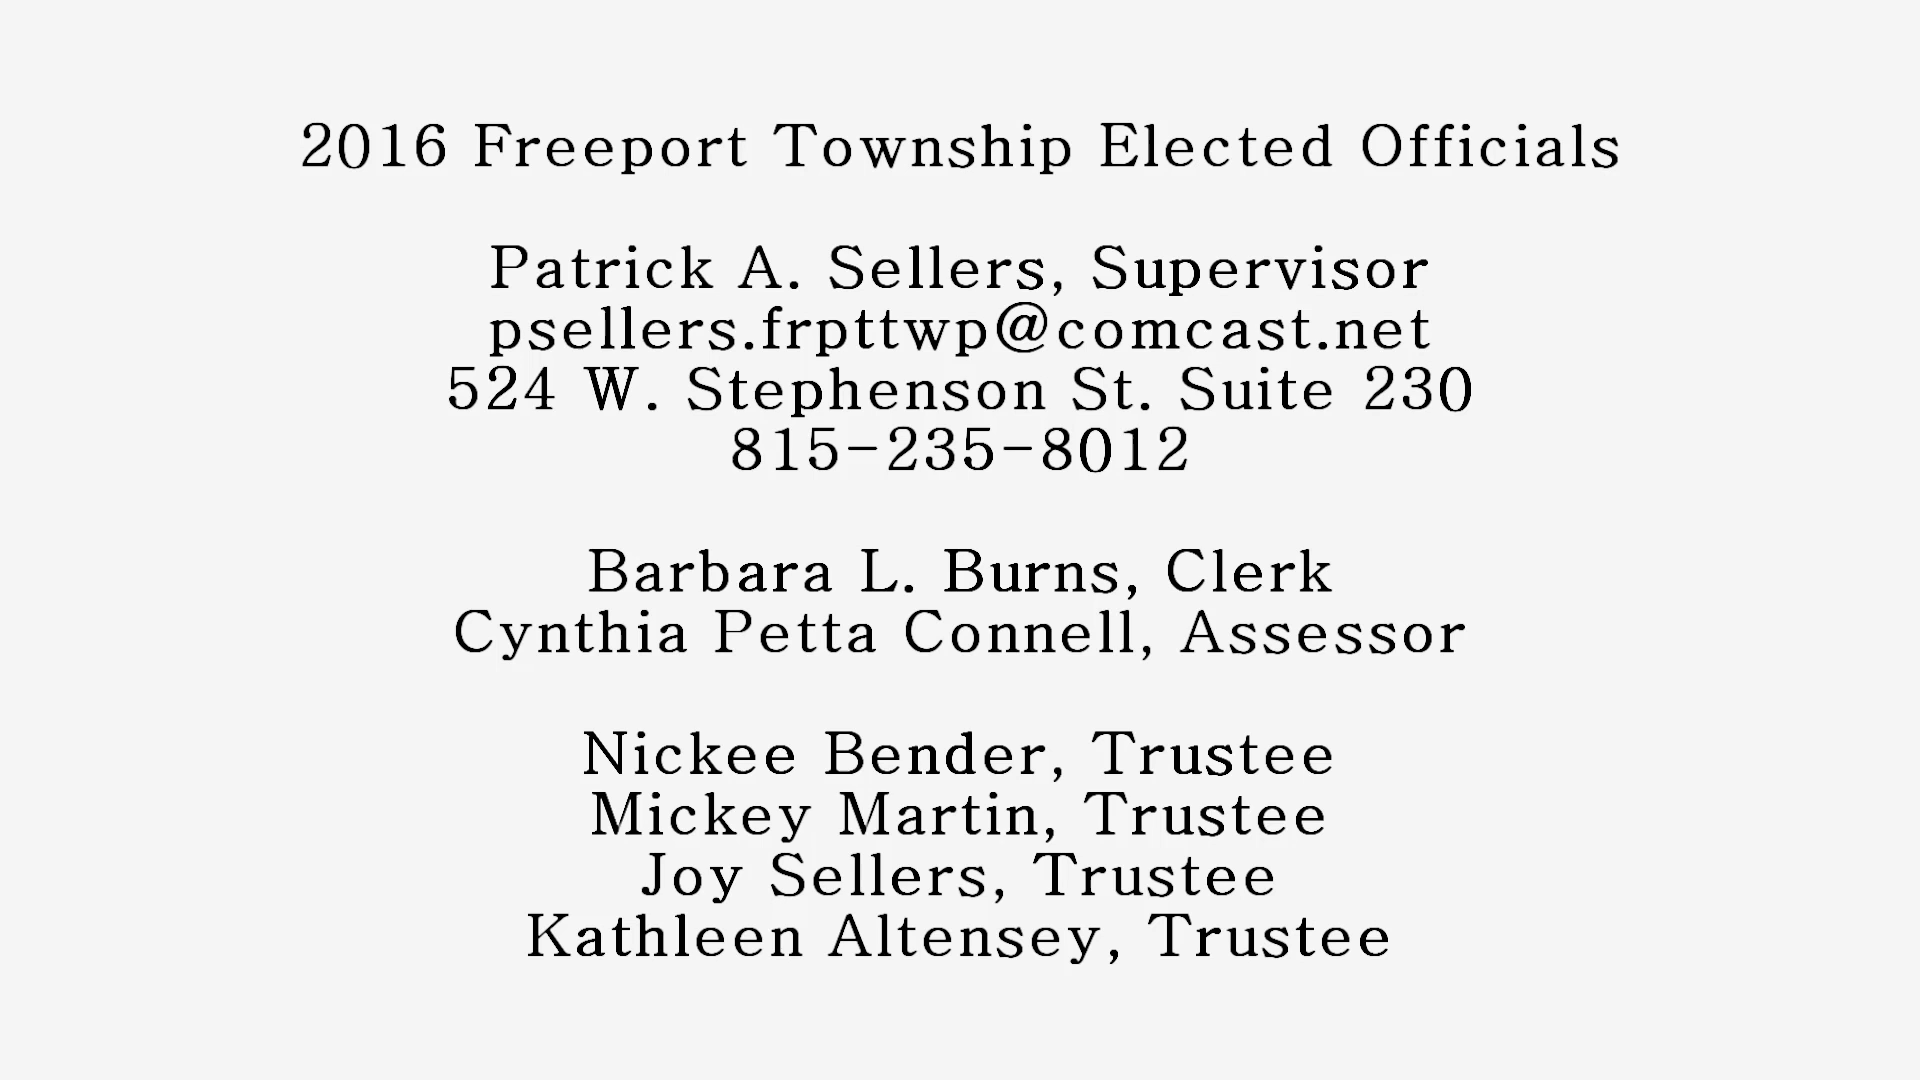 2016 Freeport Township Elected Officials
Patrick A. Sellers, Supervisor
psellers.frpttwp@comcast.net
524 W. Stephenson St. Suite 230
815-235-8012
Barbara L. Burns, Clerk
Cynthia Petta Connell, Assessor
Nickee Bender, Trustee
Mickey Martin, Trustee
Joy Sellers, Trustee
Kathleen Altensey, Trustee